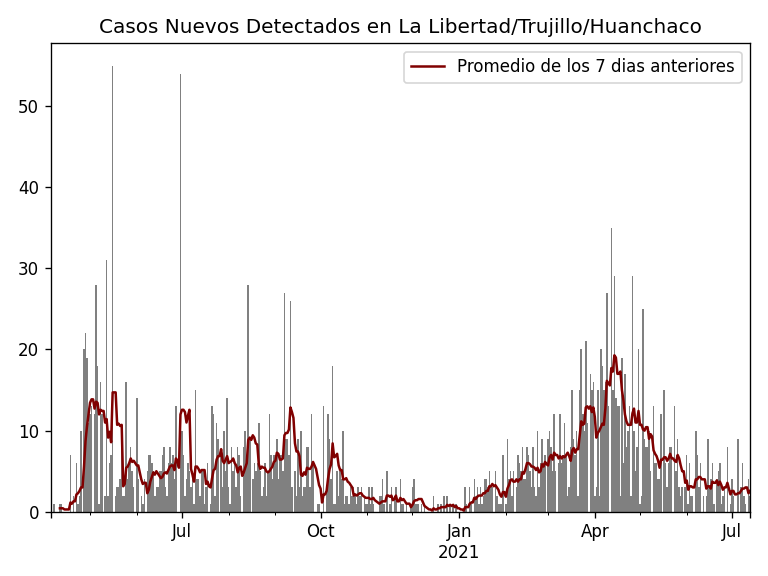 Casos Nuevos Detectados en La Libertad/Trujillo/Huanchaco
Promedio de los 7 dias anteriores
50
40
30
20
10
0
Jul Oct Jan Apr Jul
2021